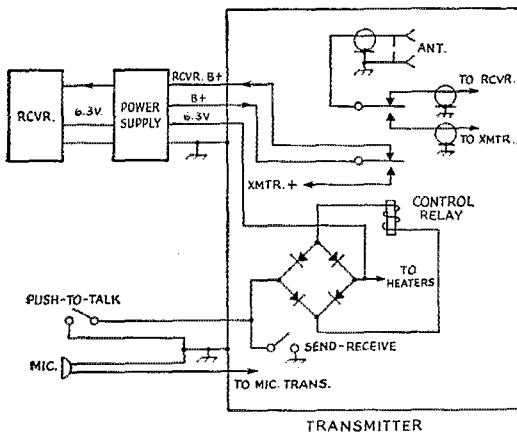 ANT.
TO RCVR.
TO XMTR.
RCVR. B+
B+
6.3V
RCVR.
6.3V.
POWER
SUPPLY
XMTR.+
CONTROL
RELAY
TO
HEATERS
PUSH-TO-TALK
SEND-RECEIVE
MIC.
TO MIC. TRANS.
TRANSMITTER